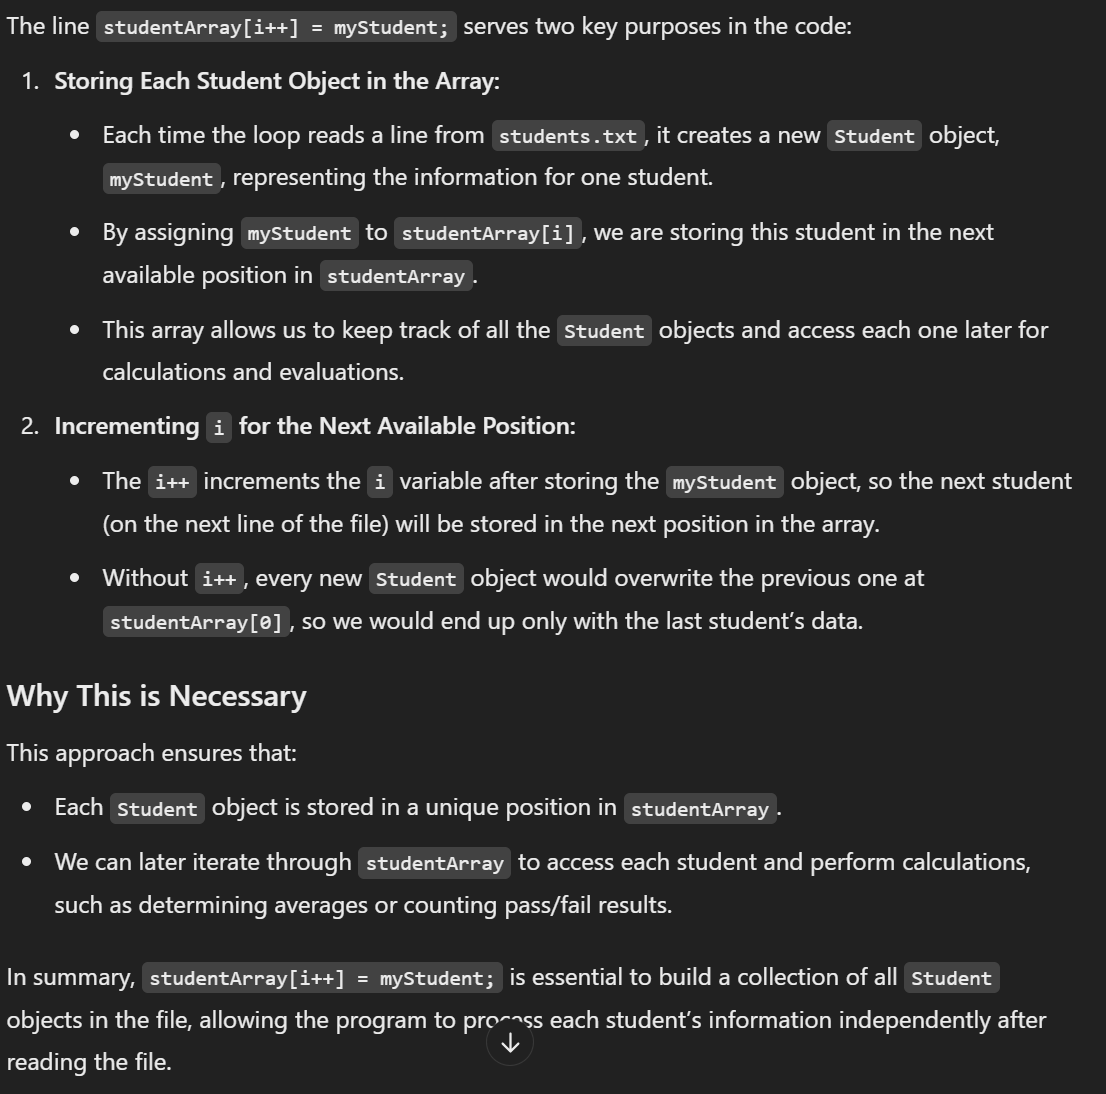 The line studentArray[i++] = myStudent; serves two key purposes in the code:
1. Storing Each Student Object in the Array:
• Each time the loop reads a line from students.txt, it creates a new Student object,
myStudent, representing the information for one student.
• By assigning myStudent to studentArray[i], we are storing this student in the next
available position in studentArray.
• This array allows us to keep track of all the Student objects and access each one later for
calculations and evaluations.
2. Incrementing i for the Next Available Position:
• The i++ increments the i variable after storing the myStudent object, so the next student
(on the next line of the file) will be stored in the next position in the array.
• Without i++, every new Student object would overwrite the previous one at
studentArray[0], so we would end up only with the last student’s data.
Why This is Necessary
This approach ensures that:
• Each Student object is stored in a unique position in studentArray.
• We can later iterate through studentArray to access each student and perform calculations,
such as determining averages or counting pass/fail results.
In summary, studentArray[i++] = myStudent; is essential to build a collection of all Student
objects in the file, allowing the program to process each student’s information independently after
reading the file.